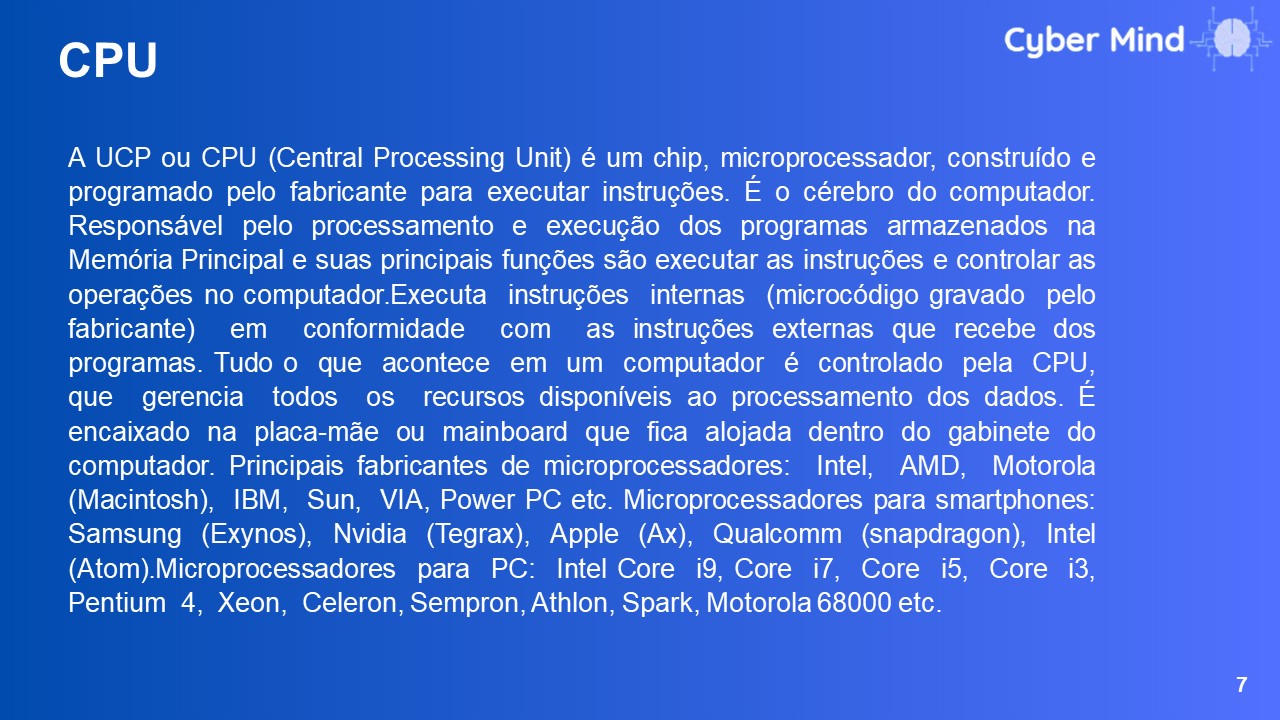 CPU
Cyber Mind
A UCP ou CPU (Central Processing Unit) é um chip, microprocessador, construído e
programado pelo fabricante para executar instruções. É o cérebro do computador.
Responsável pelo processamento e execução dos programas armazenados na
Memória Principal e suas principais funções são executar as instruções e controlar as
operações no computador.Executa instruções internas (microcódigo gravado pelo
fabricante) em conformidade com as instruções externas que recebe dos
programas. Tudo o que acontece em um computador é controlado pela CPU,
que gerencia todos os recursos disponíveis ao processamento dos dados. É
encaixado na placa-mãe ou mainboard que fica alojada dentro do gabinete do
computador. Principais fabricantes de microprocessadores: Intel, AMD, Motorola
(Macintosh), IBM, Sun, VIA, Power PC etc. Microprocessadores para smartphones:
Samsung (Exynos), Nvidia (Tegrax), Apple (Ax), Qualcomm (snapdragon), Intel
(Atom).Microprocessadores para PC: Intel Core i9, Core i7, Core i5, Core i3,
Pentium 4, Xeon, Celeron, Sempron, Athlon, Spark, Motorola 68000 etc.
7